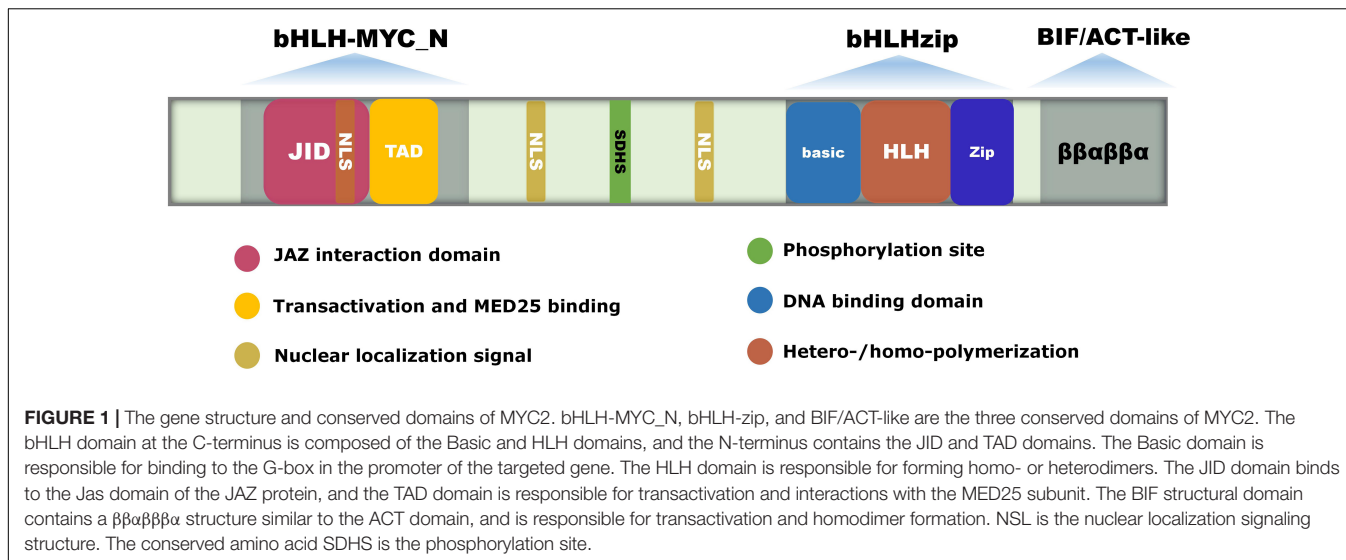 bHLH-MYC_N bHLHzip BIF/ACT-like
JID NLS TAD NLS SDHS NLS basic HLH Zip ββαββα
JAZ interaction domain Phosphorylation site
Transactivation and MED25 binding DNA binding domain
Nuclear localization signal Hetero-/homo-polymerization
FIGURE 1 | The gene structure and conserved domains of MYC2. bHLH-MYC_N, bHLH-zip, and BIF/ACT-like are the three conserved domains of MYC2. The
bHLH domain at the C-terminus is composed of the Basic and HLH domains, and the N-terminus contains the JID and TAD domains. The Basic domain is
responsible for binding to the G-box in the promoter of the targeted gene. The HLH domain is responsible for forming homo- or heterodimers. The JID domain binds
to the Jas domain of the JAZ protein, and the TAD domain is responsible for transactivation and interactions with the MED25 subunit. The BIF structural domain
contains a ββαβββα structure similar to the ACT domain, and is responsible for transactivation and homodimer formation. NSL is the nuclear localization signaling
structure. The conserved amino acid SDHS is the phosphorylation site.